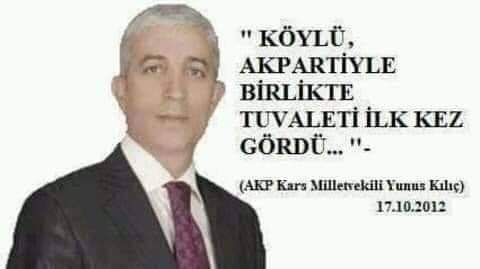 " KÖYLÜ,
AKPARTİYLE
BİRLİKTE
TUVALETİ İLK KEZ
GÖRDÜ... "-
(AKP Kars Milletvekili Yunus Kılıç)
17.10.2012